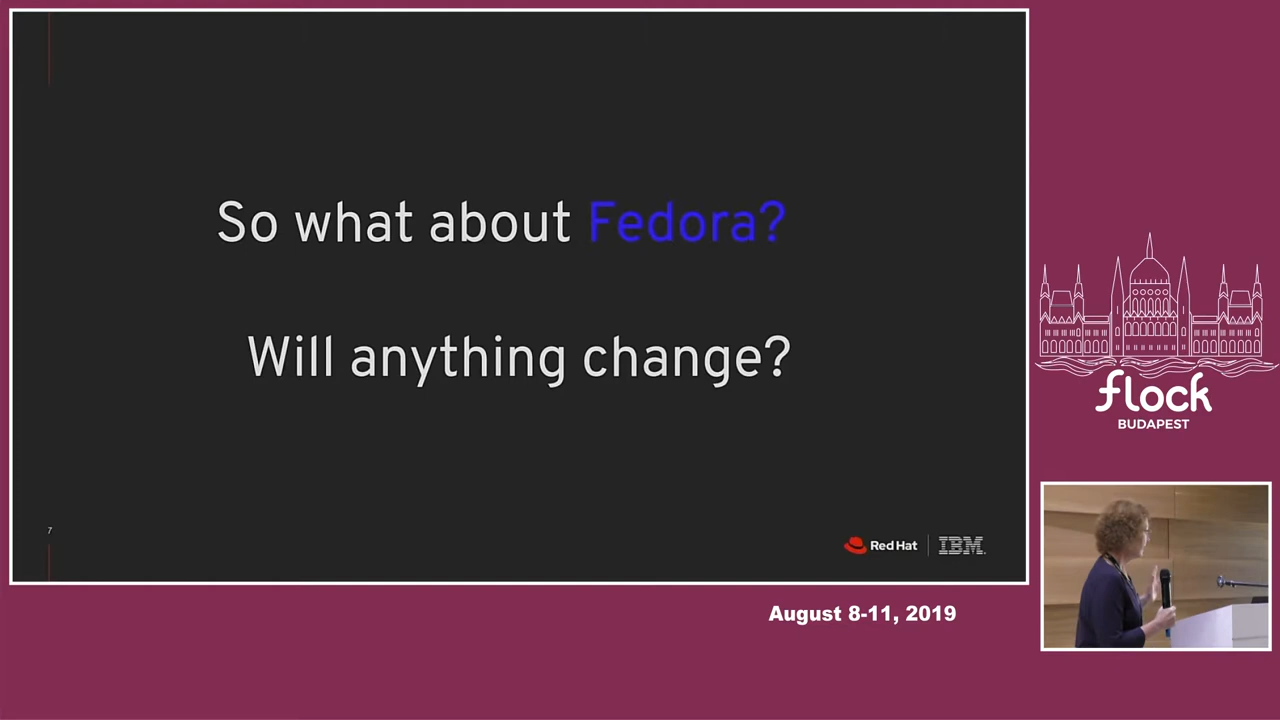 So what about Fedora?
Will anything change?
7
Red Hat
IBM
flock
BUDAPEST
August 8-11, 2019